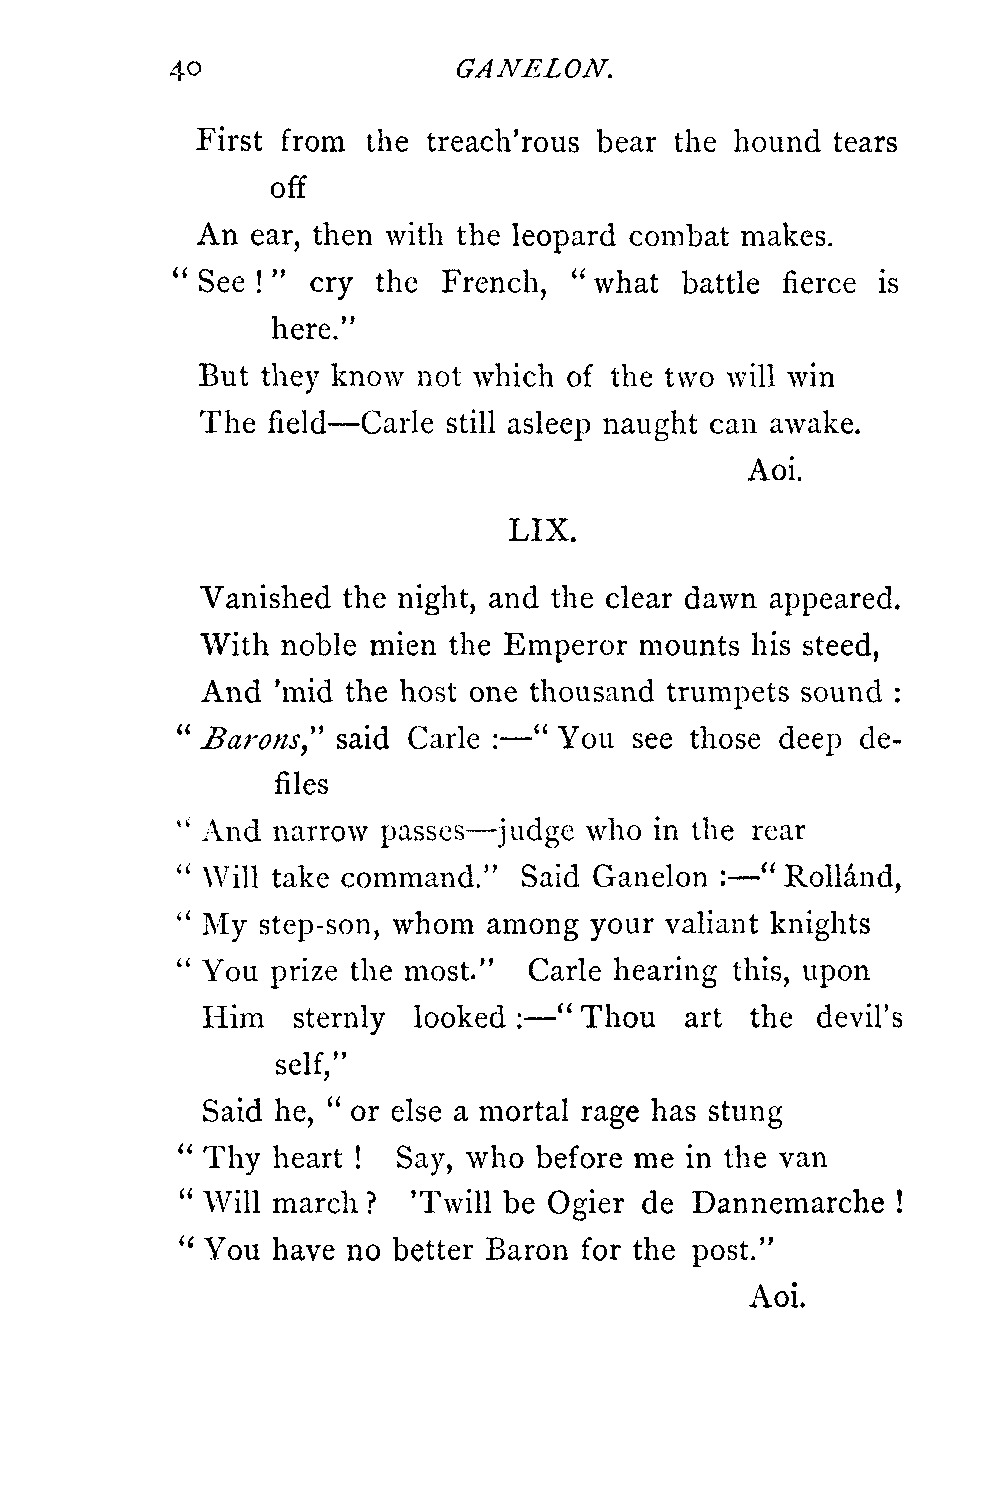 40 GANELON.
First from the treach'rous bear the hound tears
off
An ear, then with the leopard combat makes.
" See ! " cry the French, " what battle fierce is
here."
But they know not which of the two will win
The field—Carle still asleep naught can awake.
Aoi.
LIX.
Vanished the night, and the clear dawn appeared.
With noble mien the Emperor mounts his steed,
And 'mid the host one thousand trumpets sound :
" Barons," said Carle :—" You see those deep de-
files
" And narrow passes—judge who in the rear
" Will take command." Said Ganelon :—" Rollánd,
" My step-son, whom among your valiant knights
" You prize the most." Carle hearing this, upon
Him sternly looked :—" Thou art the devil's
self,"
Said he, " or else a mortal rage has stung
" Thy heart ! Say, who before me in the van
" Will march ? 'Twill be Ogier de Dannemarche !
" You have no better Baron for the post."
Aoi.